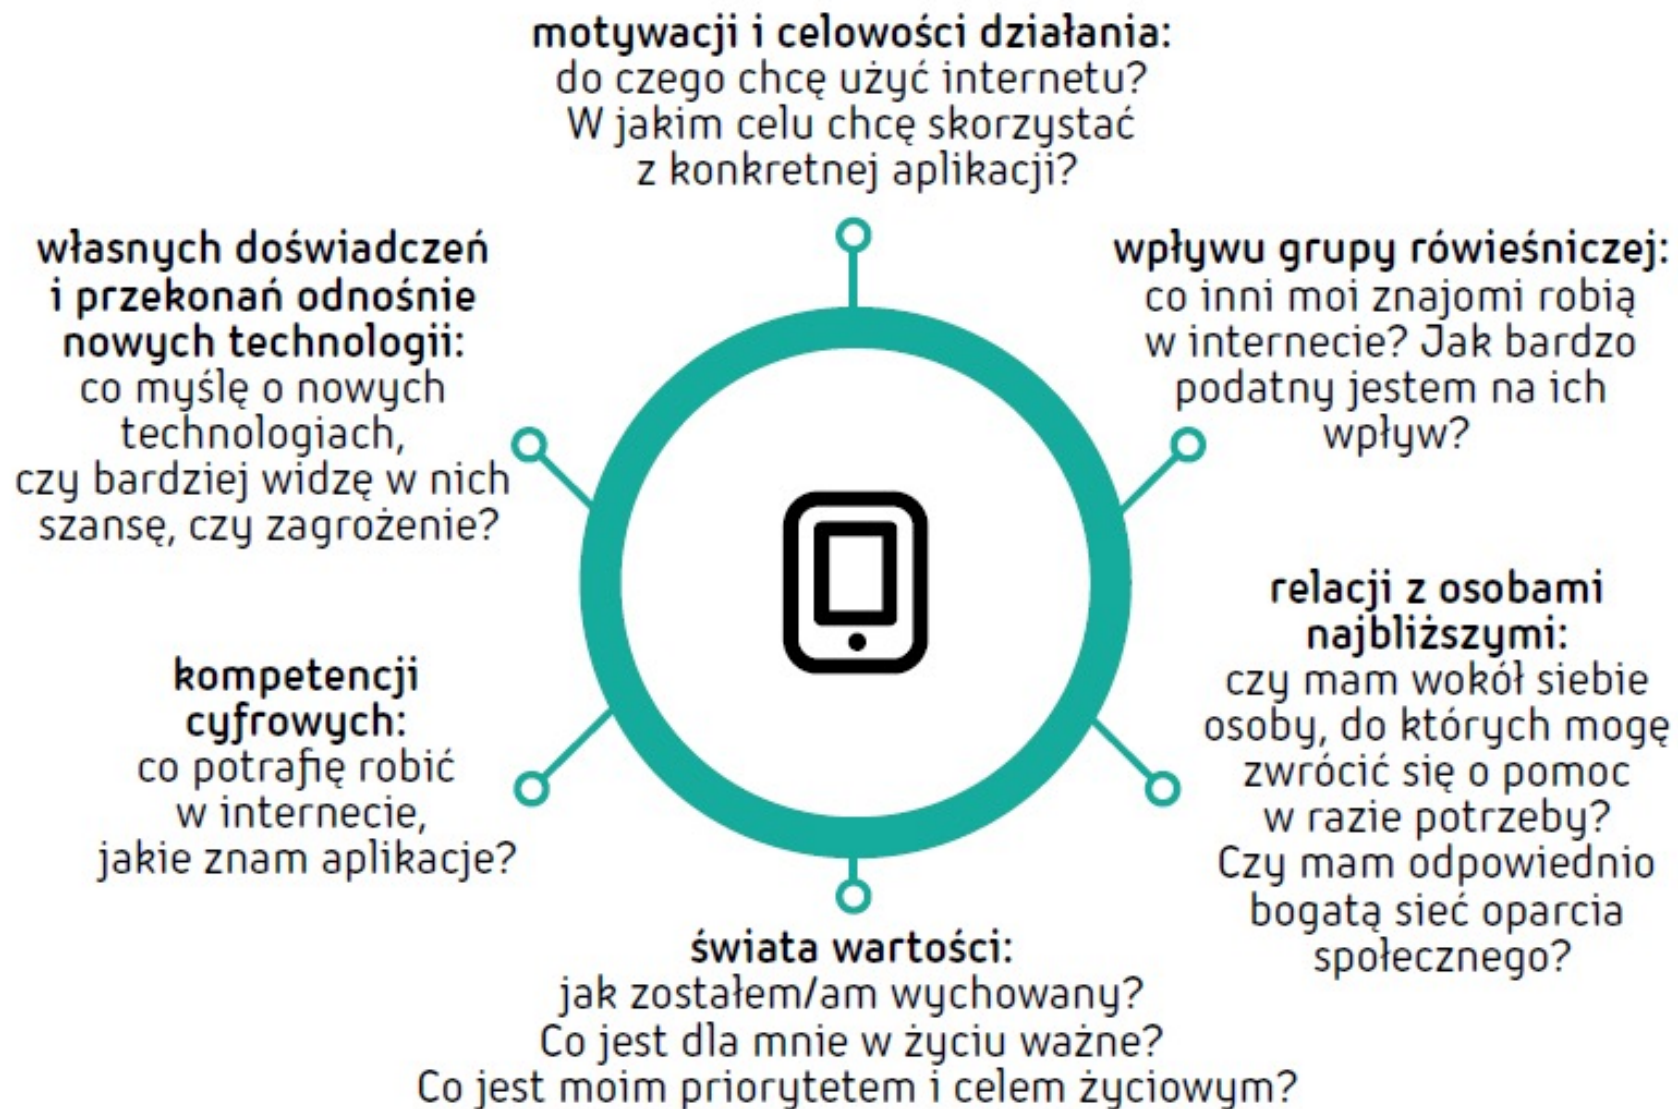 motywacji i celowości działania:
do czego chcę użyć internetu?
W jakim celu chcę skorzystać
z konkretnej aplikacji?
wpływu grupy rówieśniczej:
co inni moi znajomi robią
w internecie? Jak bardzo
podatny jestem na ich
wpływ?
relacji z osobami
najbliższymi:
czy mam wokół siebie
osoby, do których mogę
zwrócić się o pomoc
w razie potrzeby?
Czy mam odpowiednio
bogatą sieć oparcia
społecznego?
świata wartości:
jak zostałem/am wychowany?
Co jest dla mnie w życiu ważne?
Co jest moim priorytetem i celem życiowym?
kompetencji
cyfrowych:
co potrafię robić
w internecie,
jakie znam aplikacje?
własnych doświadczeń
i przekonań odnośnie
nowych technologii:
co myślę o nowych
technologiach,
czy bardziej widzę w nich
szansę, czy zagrożenie?